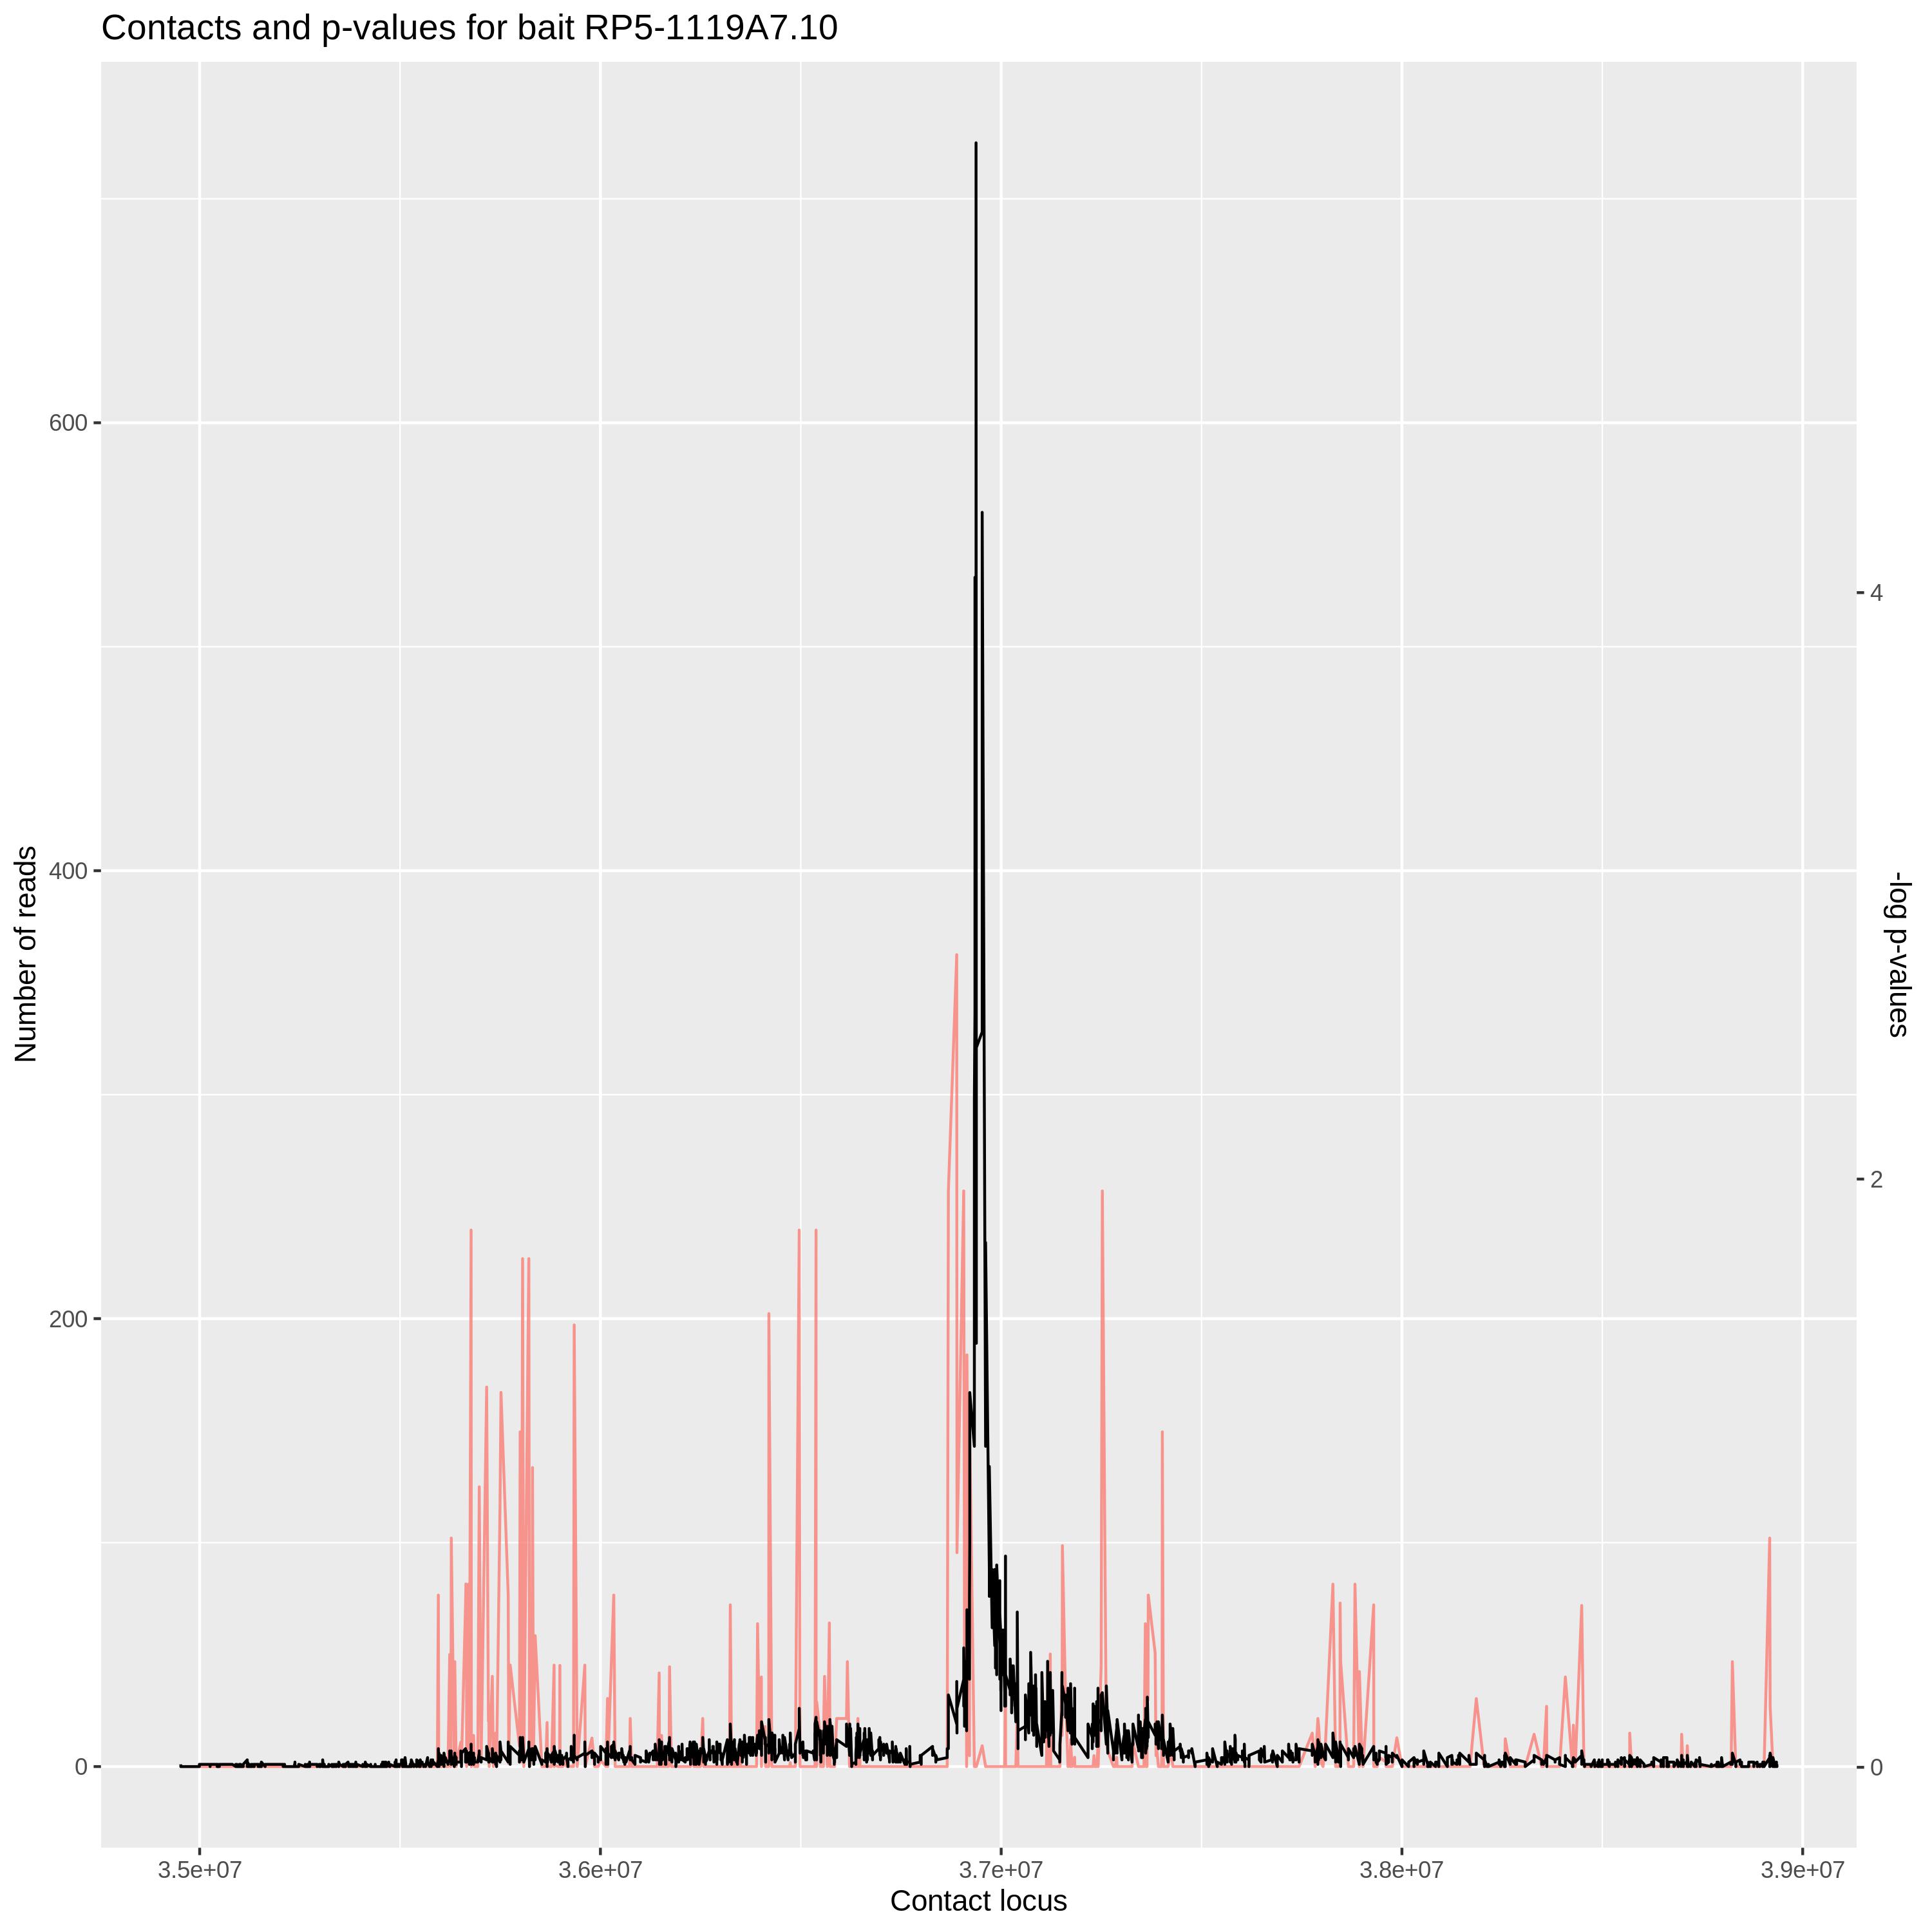 Contacts and p-values for bait RP5-1119A7.10
600
400
200
0
Number of reads
4
2
0
-log p-values
3.5e+07
3.6e+07
3.7e+07
3.8e+07
3.9e+07
Contact locus